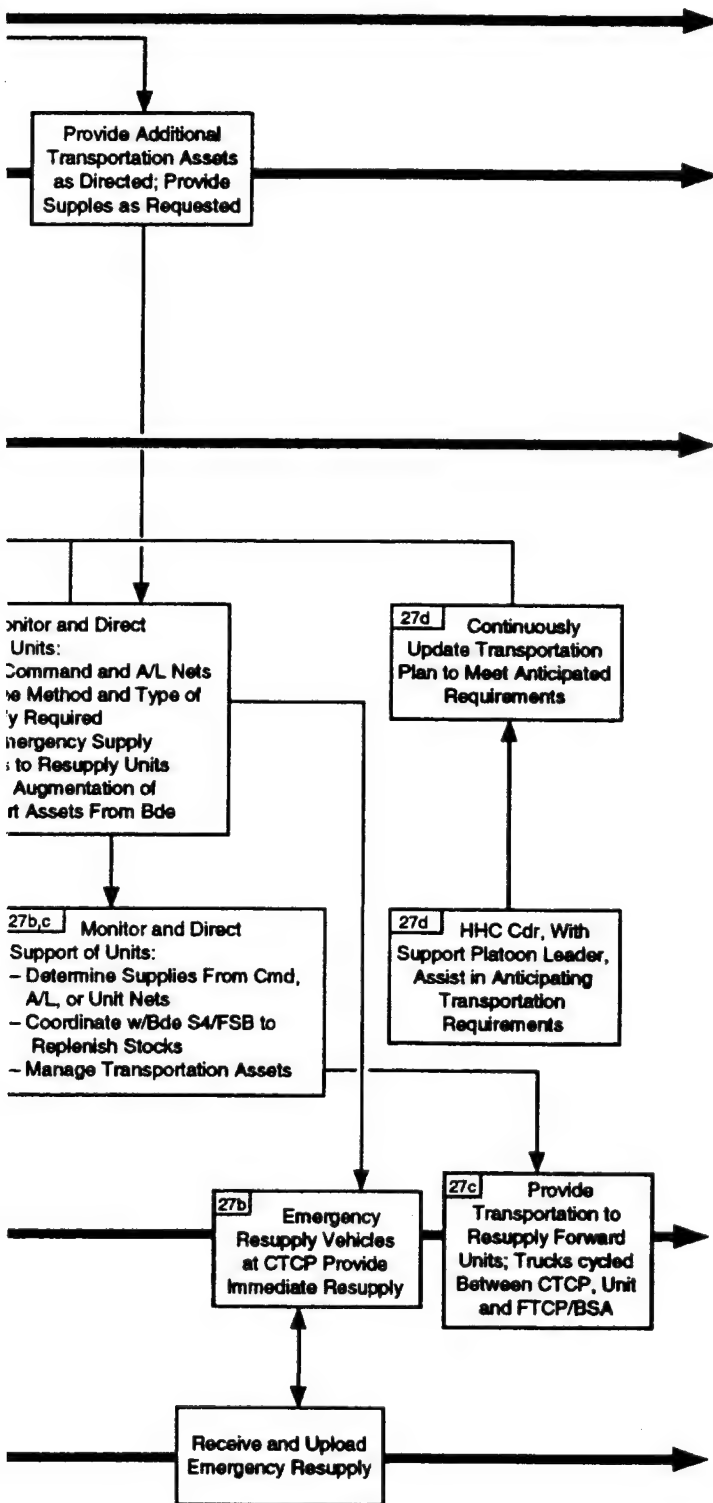 Provide Additional
Transportation Assets
as Directed; Provide
Supples as Requested
onitor and Direct
Units:
Command and A/L Nets
Method and Type of
Required
mergency Supply
to Resupply Units
Augmentation of
Assets From Bde
27d Continuously
Update Transportation
Plan to Meet Anticipated
Requirements
27b,c Monitor and Direct
Support of Units:
– Determine Supplies From Cmd,
A/L, or Unit Nets
– Coordinate w/Bde S4/FSB to
Replenish Stocks
– Manage Transportation Assets
27d HHC Cdr, With
Support Platoon Leader,
Assist in Anticipating
Transportation
Requirements
27b Emergency
Resupply Vehicles
at CTCP Provide
Immediate Resupply
27c Provide
Transportation to
Resupply Forward
Units; Trucks cycled
Between CTCP, Unit
and FTCP/BSA
Receive and Upload
Emergency Resupply